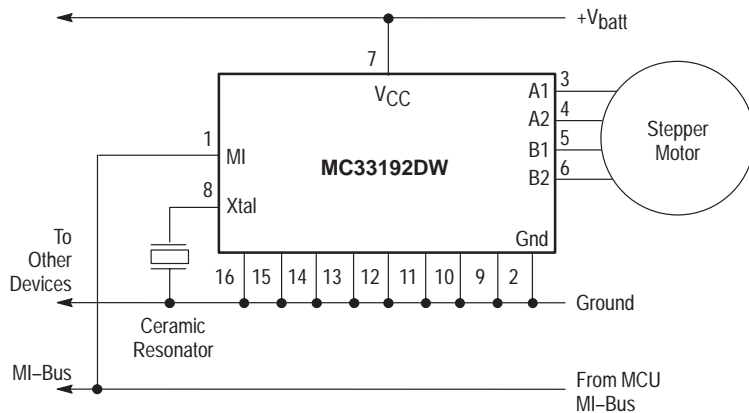 +Vbatt
7
VCC
3
A1
4
A2
5
B1
6
B2
Stepper
Motor
1
MI
MC33192DW
8
Xtal
Gnd
To
Other
Devices
16 15 14 13 12 11 10 9 2
Ground
Ceramic
Resonator
MI–Bus
From MCU
MI–Bus